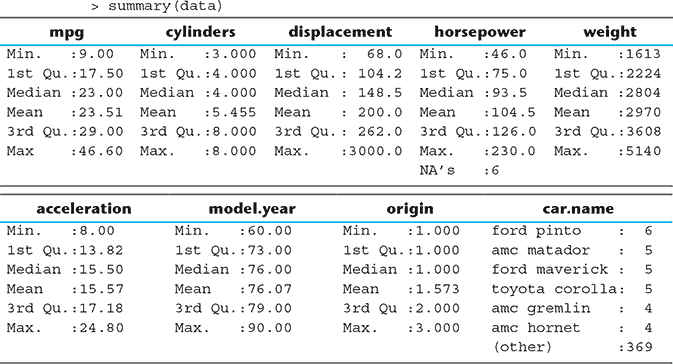 > summary(data)
mpg cylinders displacement horsepower weight
Min. :9.00 Min. :3.000 Min. : 68.0 Min. :46.0 Min. :1613
1st Qu.:17.50 1st Qu.:4.000 1st Qu.: 104.2 1st Qu.:75.0 1st Qu.:2224
Median :23.00 Median :4.000 Median : 148.5 Median : 93.5 Median :2804
Mean :23.51 Mean :5.455 Mean : 200.0 Mean :104.5 Mean :2970
3rd Qu.:29.00 3rd Qu.:8.000 3rd Qu.: 262.0 3rd Qu.:126.0 3rd Qu.:3608
Max :46.60 Max. :8.000 Max. :3000.0 Max. :230.0 Max. :5140
NA's :6
acceleration model.year origin car.name
Min. :8.00 Min. :60.00 Min. :1.000 ford pinto : 6
1st Qu.:13.82 1st Qu.:73.00 1st Qu.:1.000 amc matador : 5
Median :15.50 Median :76.00 Median :1.000 ford maverick : 5
Mean :15.57 Mean :76.07 Mean :1.573 toyota corolla: 5
3rd Qu.:17.18 3rd Qu.:79.00 3rd Qu :2.000 amc gremlin : 4
Max. :24.80 Max. :90.00 Max. :3.000 amc hornet : 4
(other) :369